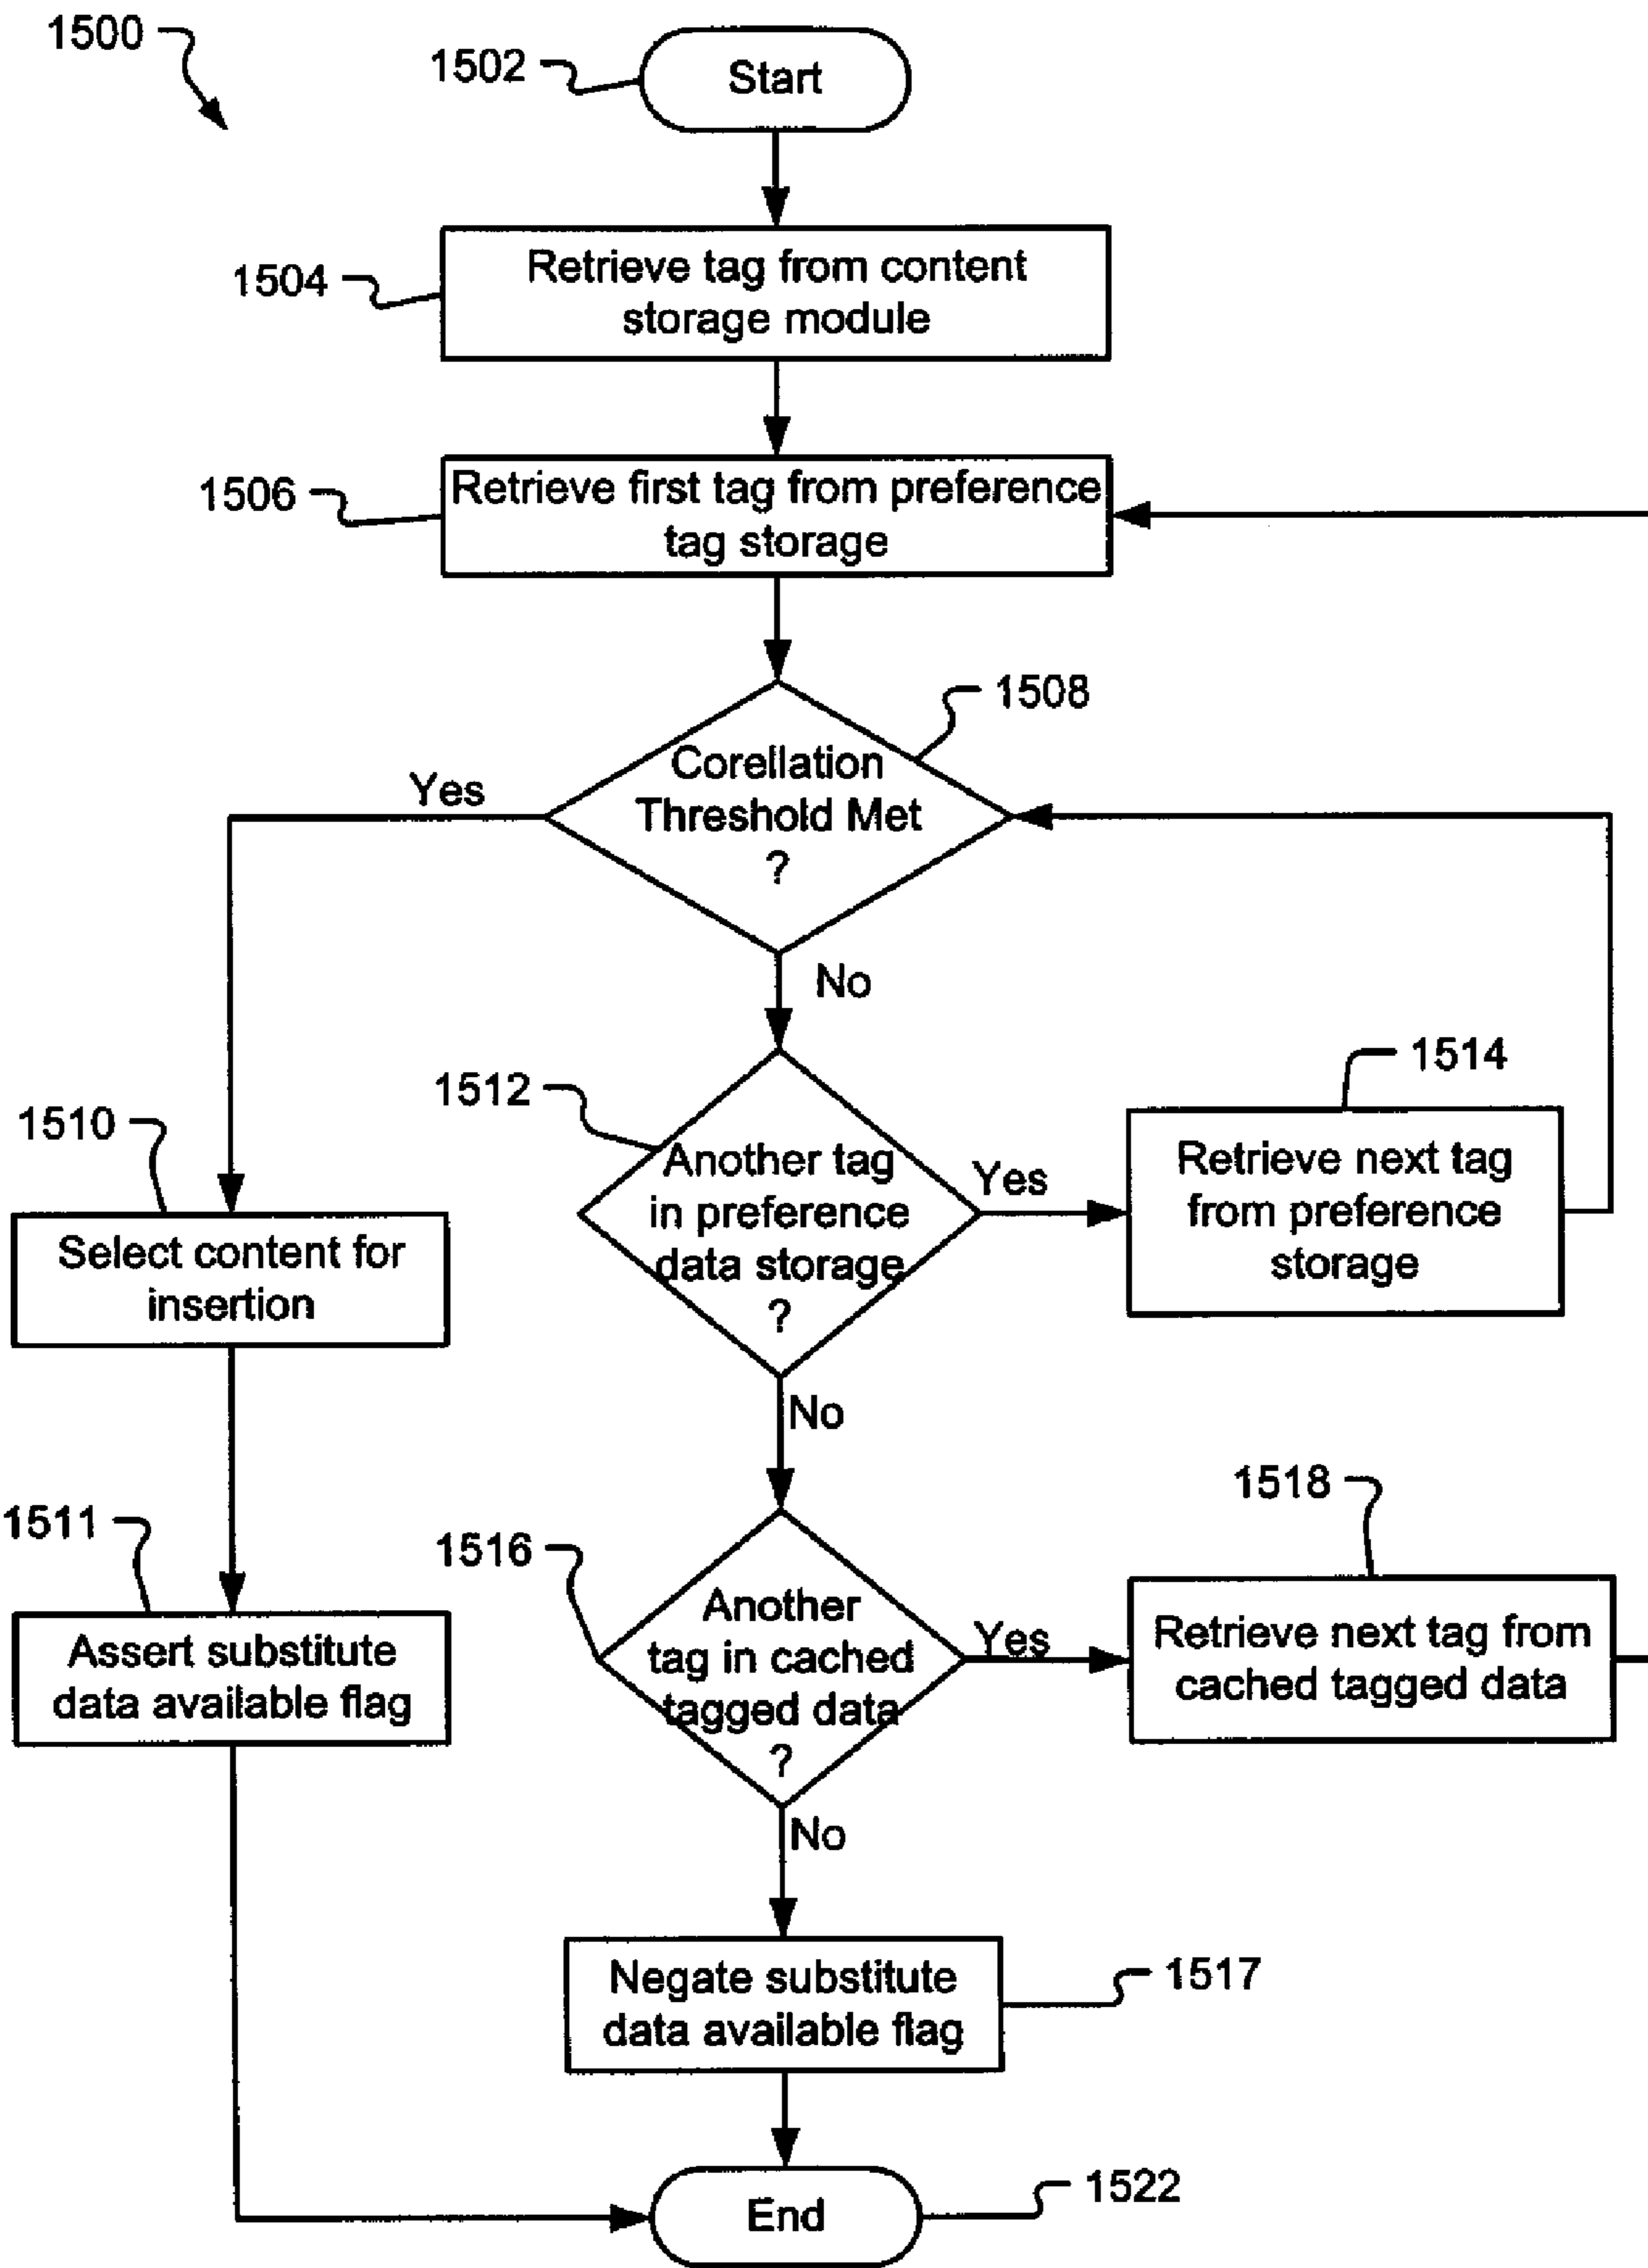 1500
1502
Start
1504
Retrieve tag from content
storage module
1506
Retrieve first tag from preference
tag storage
1508
Corellation
Threshold Met
?
Yes
No
1510
Select content for
insertion
1512
Another tag
in preference
data storage
?
Yes
1514
Retrieve next tag
from preference
storage
No
1511
Assert substitute
data available flag
1516
Another
tag in cached
tagged data
?
Yes
1518
Retrieve next tag from
cached tagged data
No
Negate substitute
data available flag
1517
End
1522